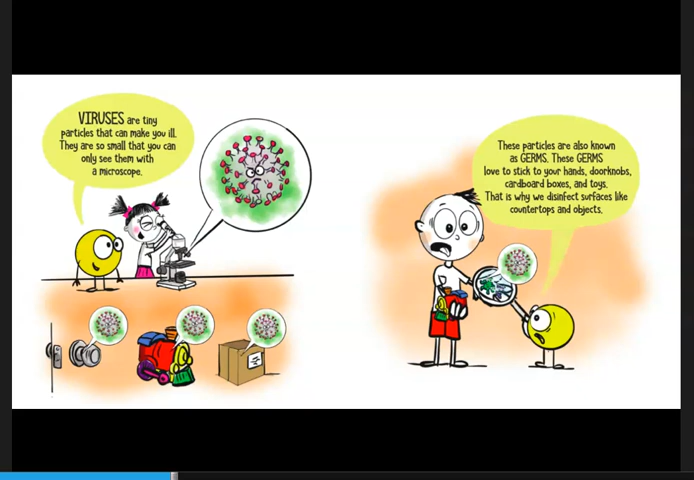 VIRUSES are tiny
particles that can make you ill.
They are so small that you can
only see them with
a microscope.
These particles are also known
as GERMS. These GERMS
love to stick to your hands, doorknobs,
cardboard boxes, and toys.
That is why we disinfect surfaces like
countertops and objects.